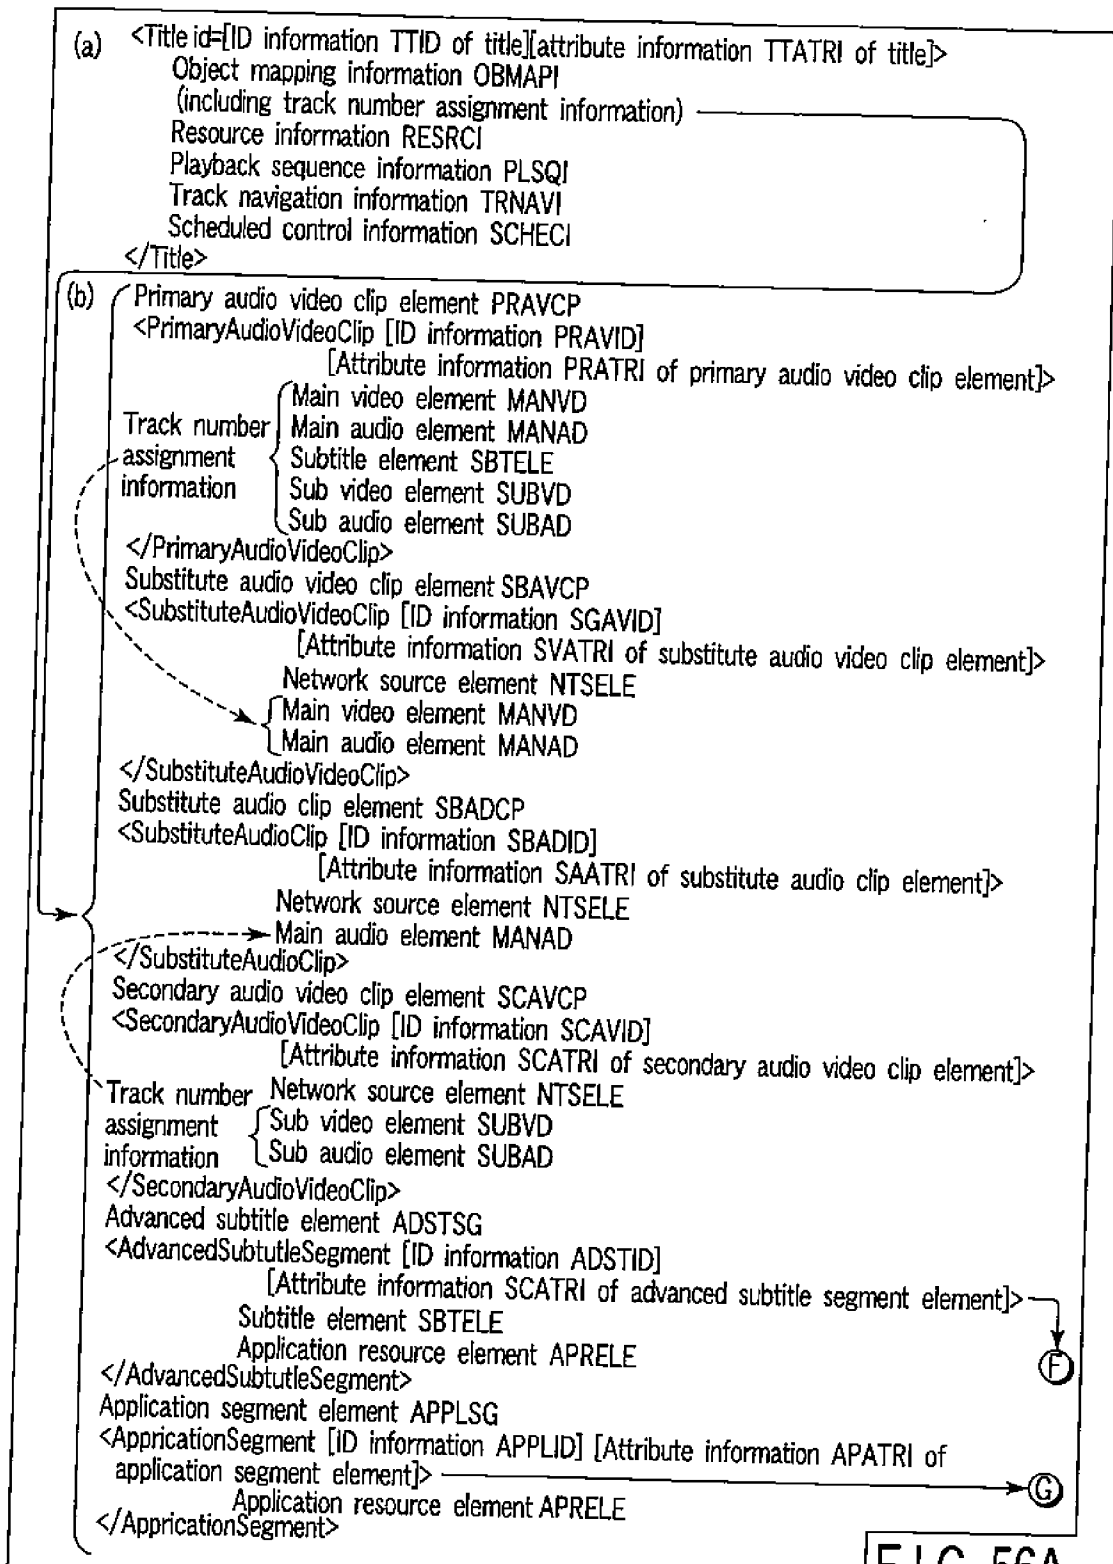 (a) <Title id=[ID information TTID of title][attribute information TTATRI of title]>
Object mapping information OBMAPI
(including track number assignment information)
Resource information RESRCI
Playback sequence information PLSQI
Track navigation information TRNAVI
Scheduled control information SCHECI
</Title>
(b) Primary audio video clip element PRAVCP
<PrimaryAudioVideoClip [ID information PRAVID]
[Attribute information PRATRI of primary audio video clip element]>
Main video element MANVD
Track number Main audio element MANAD
assignment Subtitle element SBTELE
information Sub video element SUBVD
Sub audio element SUBAD
</PrimaryAudioVideoClip>
Substitute audio video clip element SBAVCP
<SubstituteAudioVideoClip [ID information SGAVID]
[Attribute information SVATRI of substitute audio video clip element]>
Network source element NTSELE
Main video element MANVD
Main audio element MANAD
</SubstituteAudioVideoClip>
Substitute audio clip element SBADCP
<SubstituteAudioClip [ID information SBADID]
[Attribute information SAATRI of substitute audio clip element]>
Network source element NTSELE
Main audio element MANAD
</SubstituteAudioClip>
Secondary audio video clip element SCAVCP
<SecondaryAudioVideoClip [ID information SCAVID]
[Attribute information SCATRI of secondary audio video clip element]>
Track number Network source element NTSELE
assignment Sub video element SUBVD
information Sub audio element SUBAD
</SecondaryAudioVideoClip>
Advanced subtitle element ADSTSG
<AdvancedSubtutleSegment [ID information ADSTID]
[Attribute information SCATRI of advanced subtitle segment element]>
Subtitle element SBTELE
Application resource element APRELE F
</AdvancedSubtutleSegment>
Application segment element APPLSG
<ApplicationSegment [ID information APPLID] [Attribute information APATRI of
application segment element]> G
Application resource element APRELE
</ApplicationSegment>
FIG. 56A